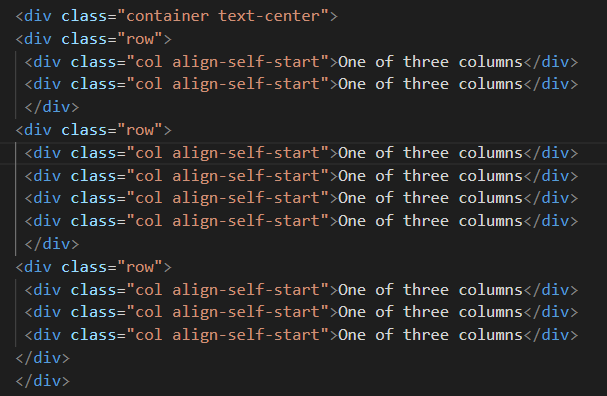 <div class="container text-center">
<div class="row">
<div class="col align-self-start">One of three columns</div>
<div class="col align-self-start">One of three columns</div>
</div>
<div class="row">
<div class="col align-self-start">One of three columns</div>
<div class="col align-self-start">One of three columns</div>
<div class="col align-self-start">One of three columns</div>
<div class="col align-self-start">One of three columns</div>
</div>
<div class="row">
<div class="col align-self-start">One of three columns</div>
<div class="col align-self-start">One of three columns</div>
<div class="col align-self-start">One of three columns</div>
</div>
</div>